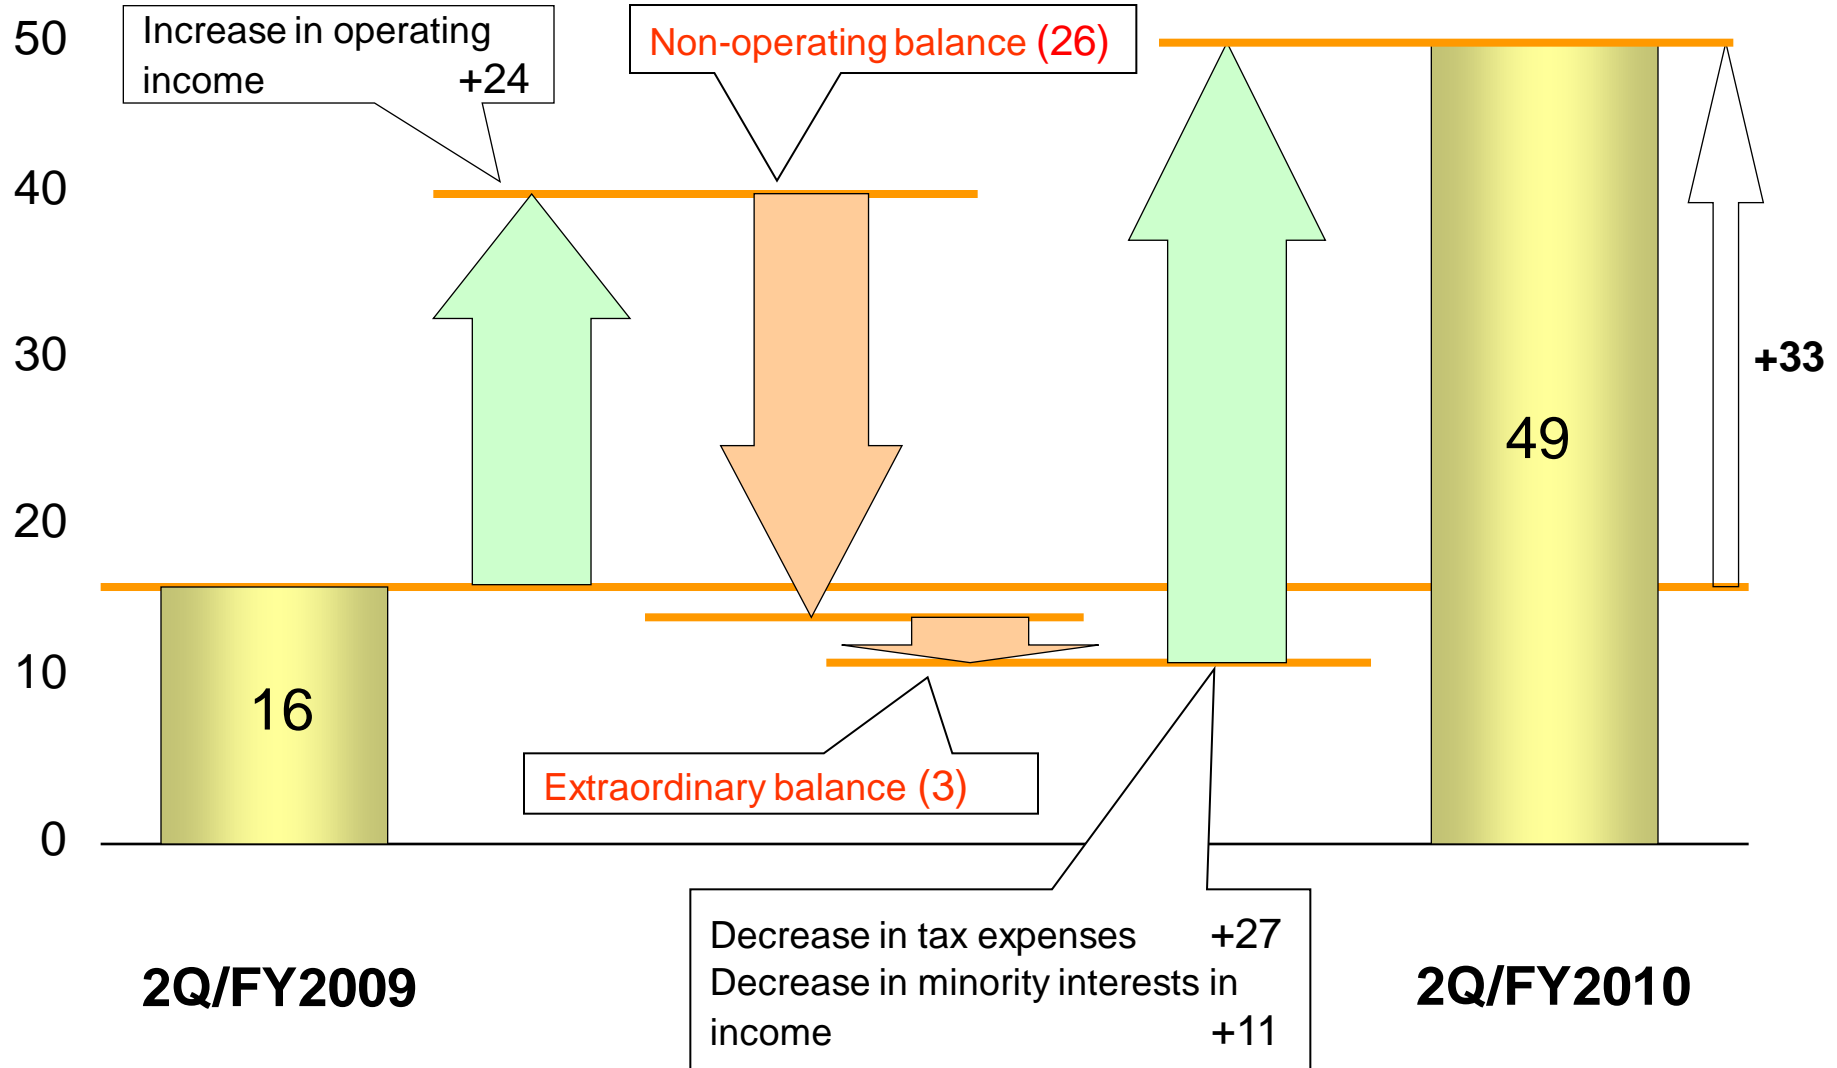 50
40
30
20
10
0
Increase in operating
income +24
Non-operating balance (26)
+33
49
16
Extraordinary balance (3)
Decrease in tax expenses +27
Decrease in minority interests in
income +11
2Q/FY2009
2Q/FY2010